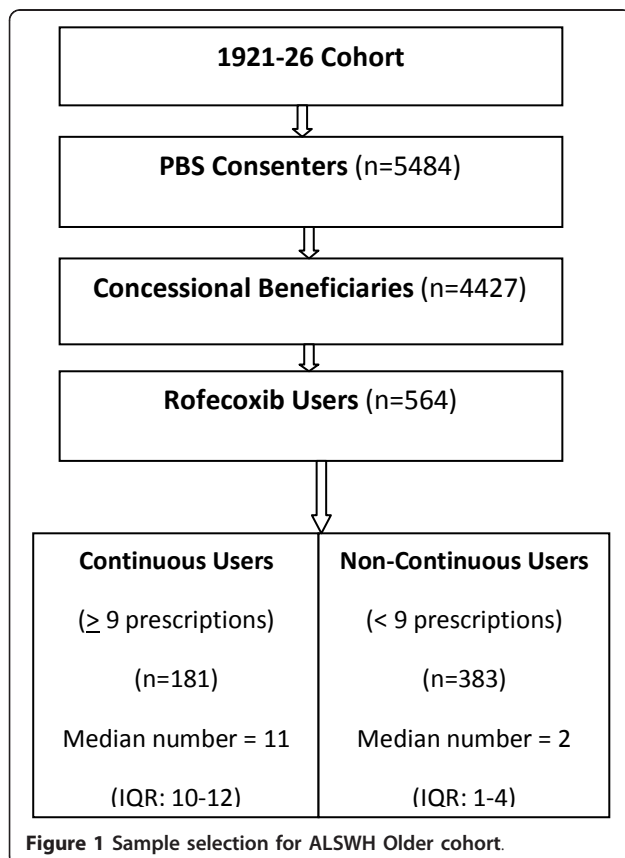 1921-26 Cohort
PBS Consenters (n=5484)
Concessional Beneficiaries (n=4427)
Rofecoxib Users (n=564)
Continuous Users
(≥ 9 prescriptions)
(n=181)
Median number = 11
(IQR: 10-12)
Non-Continuous Users
(< 9 prescriptions)
(n=383)
Median number = 2
(IQR: 1-4)
Figure 1 Sample selection for ALSWH Older cohort.